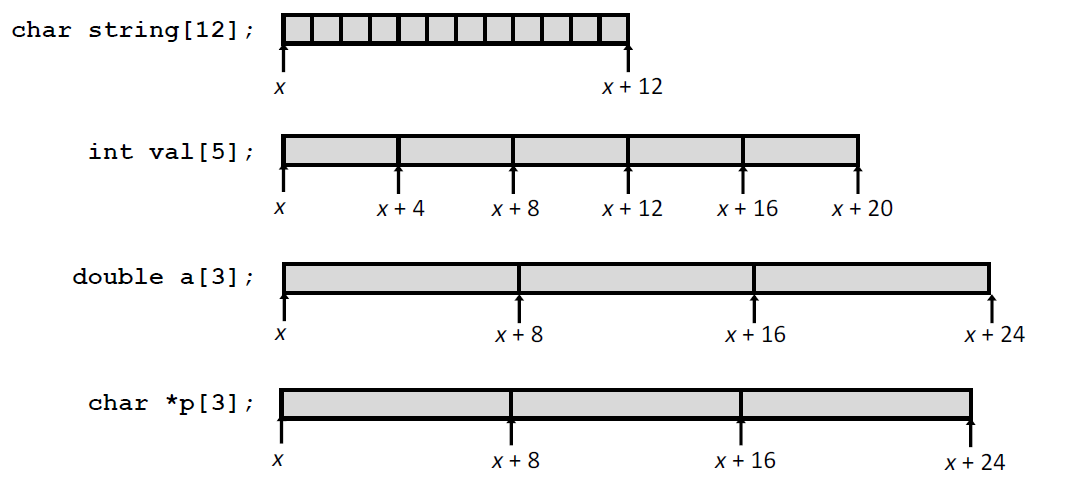 char string[12];
x x + 12
int val[5];
x x + 4 x + 8 x + 12 x + 16 x + 20
double a[3];
x x + 8 x + 16 x + 24
char *p[3];
x x + 8 x + 16 x + 24